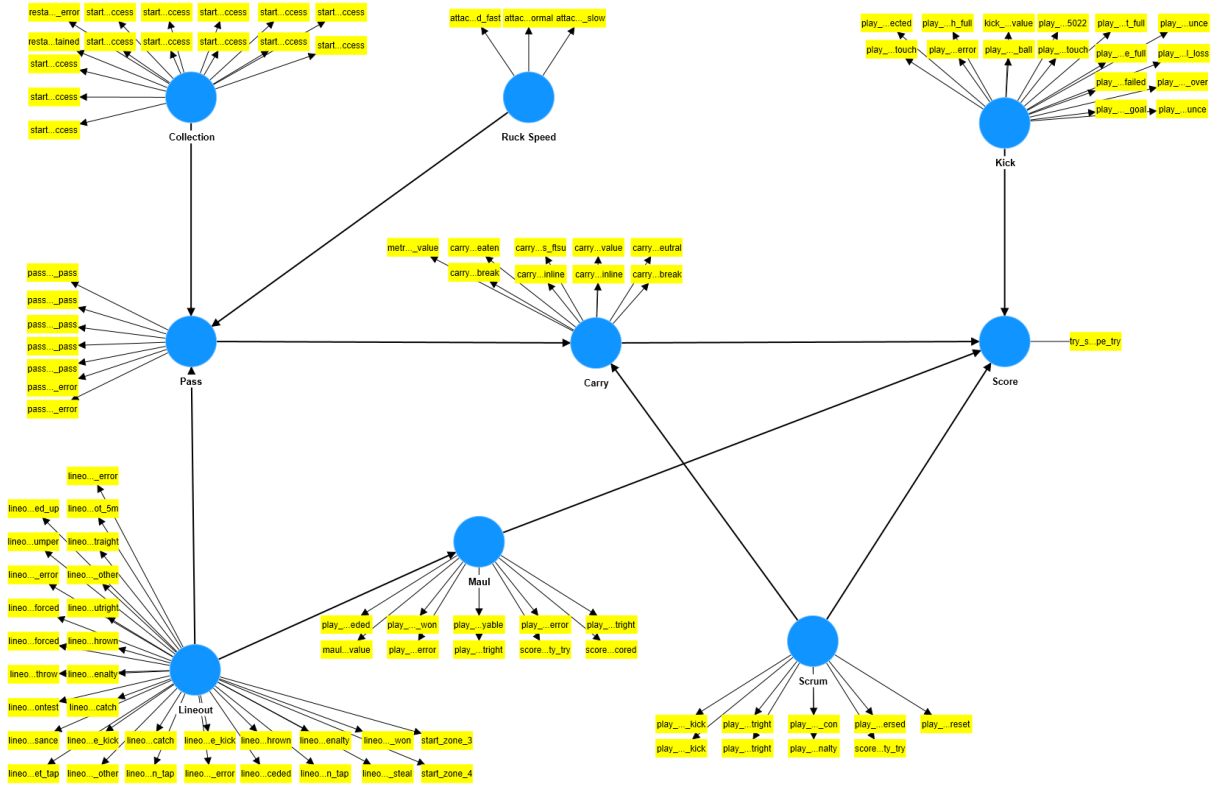 resta..._error
start...ccess
start...ccess
start...ccess
start...ccess
resta...tained
start...ccess
start...ccess
start...ccess
start...ccess
start...ccess
start...ccess
start...ccess
start...ccess
Collection
attac...d_fast
attac...ormal
attac..._slow
Ruck Speed
play_...ected
play_...h_full
kick_...value
play_...5022
play_...t_full
play_...unce
play_...touch
play_...error
play_..._ball
play_...touch
play_...e_full
play_...l_loss
play_...failed
play_..._over
play_..._goal
play_...unce
Kick
pass..._pass
pass..._pass
pass..._pass
pass..._pass
pass..._pass
pass..._error
pass..._error
Pass
metr..._value
carry...eaten
carry...s_ftsu
carry...value
carry...eutral
carry...break
carry...inline
carry...inline
carry...break
Carry
try_s...pe_try
Score
lineo..._error
lineo...ed_up
lineo...ot_5m
lineo...umper
lineo...traight
lineo..._error
lineo..._other
lineo...forced
lineo...utright
lineo...forced
lineo...hrown
lineo...throw
lineo...enalty
lineo...ontest
lineo...catch
Lineout
lineo...sance
lineo...e_kick
lineo...catch
lineo...e_kick
lineo...hrown
lineo...enalty
lineo..._won
start_zone_3
lineo...et_tap
lineo..._other
lineo...n_tap
lineo..._error
lineo...ceded
lineo...n_tap
lineo..._steal
start_zone_4
Maul
play_...eded
play_..._won
play_...yable
play_...error
play_...tright
maul...value
play_...error
play_...tright
score...ty_try
score...cored
Scrum
play_..._kick
play_...tright
play_..._con
play_...ersed
play_...reset
play_..._kick
play_...tright
play_...nalty
score...ty_try